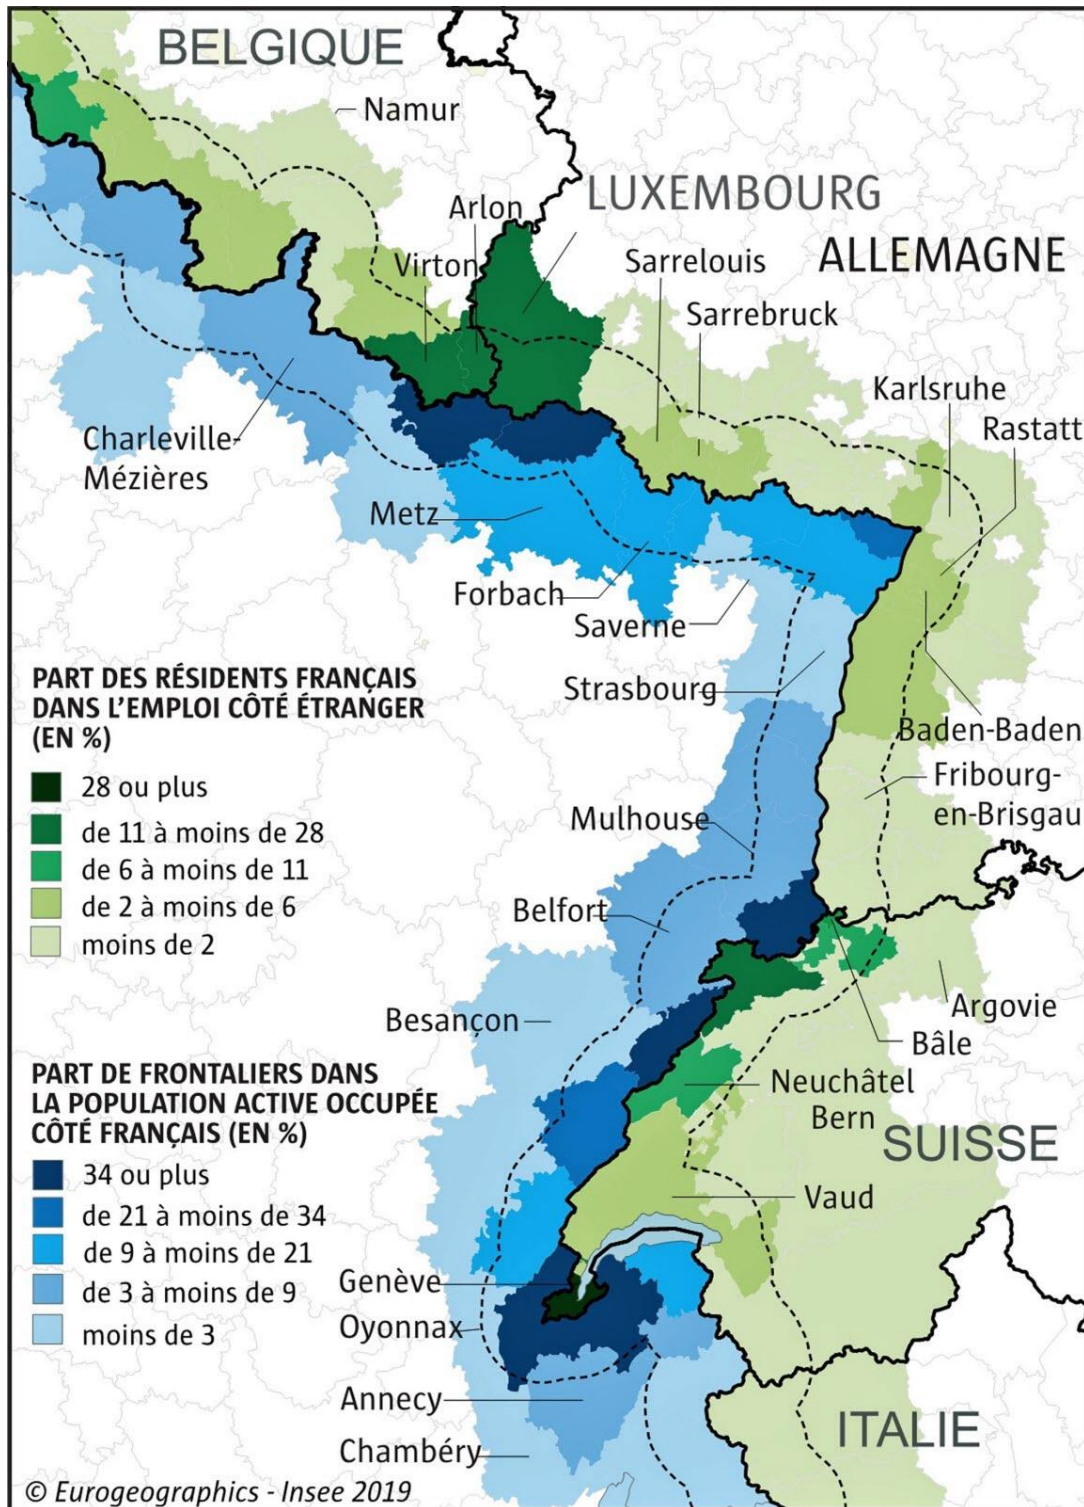 BELGIQUE
Namur
LUXEMBOURG
Arlon
ALLEMAGNE
Virton
Sarrelouis
Sarrebruck
Karlsruhe
Rastatt
Charleville-
Mézières
Metz
Forbach
Saverne
Strasbourg
Baden-Baden
Fribourg-
en-Brisgau
Mulhouse
Belfort
Besançon
Argovie
Bâle
Neuchâtel
Bern
SUISSE
Vaud
Genève
Oyonnax
Annecy
Chambéry
ITALIE
PART DES RÉSIDENTS FRANÇAIS
DANS L'EMPLOI CÔTÉ ÉTRANGER
(EN %)
28 ou plus
de 11 à moins de 28
de 6 à moins de 11
de 2 à moins de 6
moins de 2
PART DE FRONTALIERS DANS
LA POPULATION ACTIVE OCCUPÉE
CÔTÉ FRANÇAIS (EN %)
34 ou plus
de 21 à moins de 34
de 9 à moins de 21
de 3 à moins de 9
moins de 3
© Eurogeographics - Insee 2019